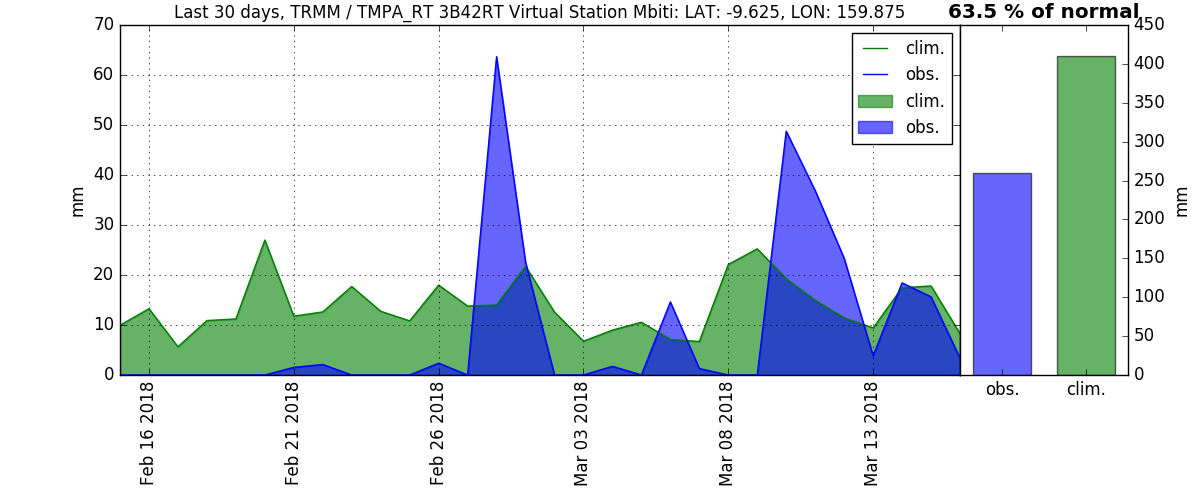 Last 30 days, TRMM / TMPA_RT 3B42RT Virtual Station Mbiti: LAT: -9.625, LON: 159.875
63.5 % of normal
70
60
50
40
30
20
10
0
mm
clim.
obs.
clim.
obs.
Feb 16 2018
Feb 21 2018
Feb 26 2018
Mar 03 2018
Mar 08 2018
Mar 13 2018
450
400
350
300
250
200
150
100
50
0
mm
obs.
clim.